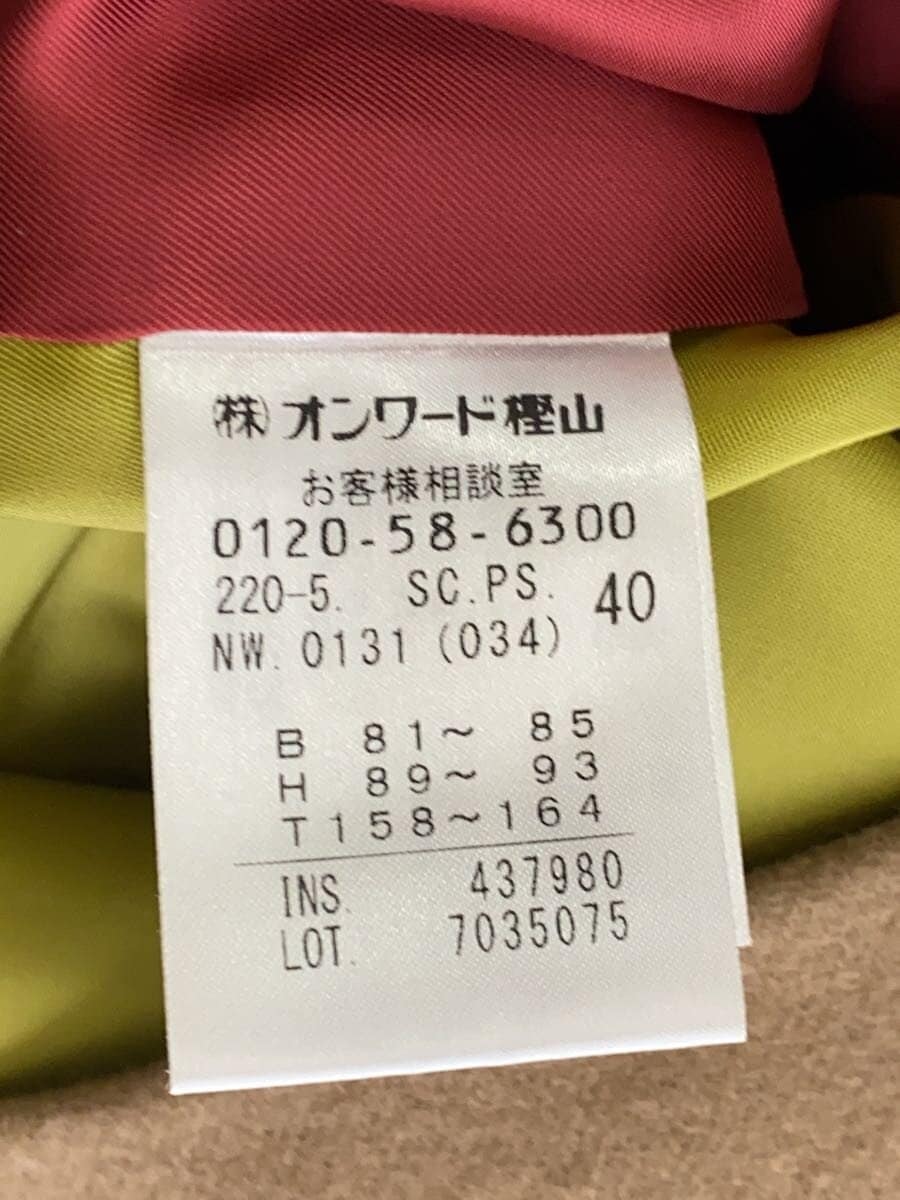 ㈱オンワード樫山
お客様相談室
0120-58-6300
220-5. SC.PS. 40
NW. 0131 (034)
B 81~ 85
H 89~ 93
T158~164
INS. 437980
LOT. 7035075